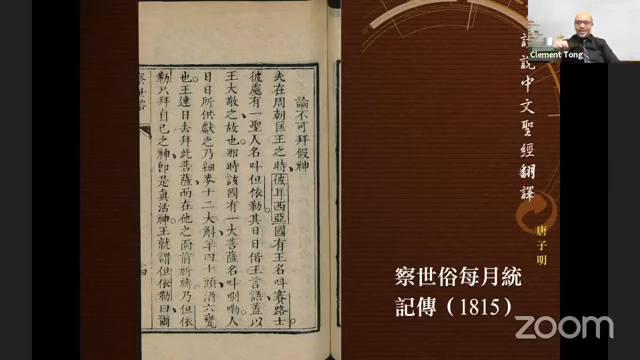 Clement Tong
說中文聖經翻譯
唐子明
論不可拜假神
夫在周朝匡王之時、彼耳西亞國有王名叫賽路士。
彼處有一聖人名叫但依勒、其日日偕王言語、蓋以
王大敬之故也。那時該國有一大菩薩名叫嘞、人
日日所供獻之乃細麥十二大斛、羊四十頭、酒六甕
也。王連日去拜此菩薩、而在他之面前祈禱、乃但依
勒只拜自己之神、即是真活神。王就謂但依勒曰、爾
察世俗
四
察世俗每月統
記傳（1815）
zoom